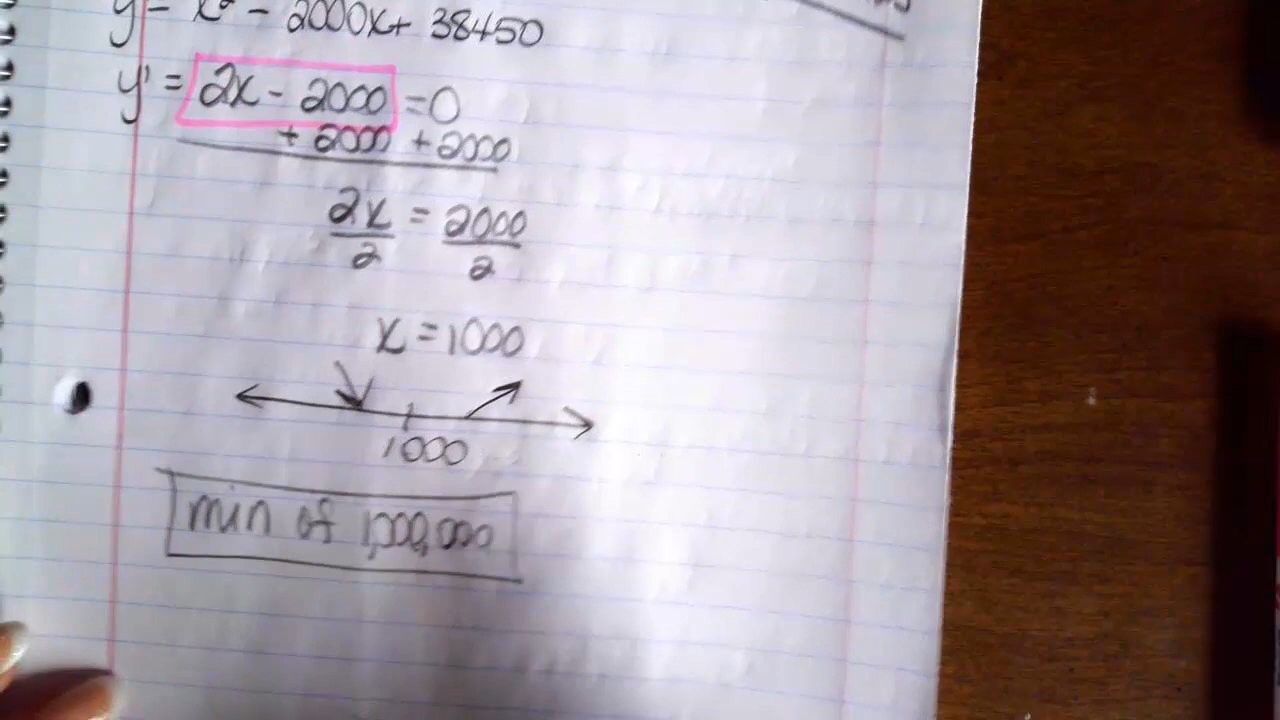 y = x² - 2000x + 38450
y' = 2x - 2000 = 0
+ 2000 + 2000
2x = 2000
2 2
x = 1000
1000
min of 1,000,000